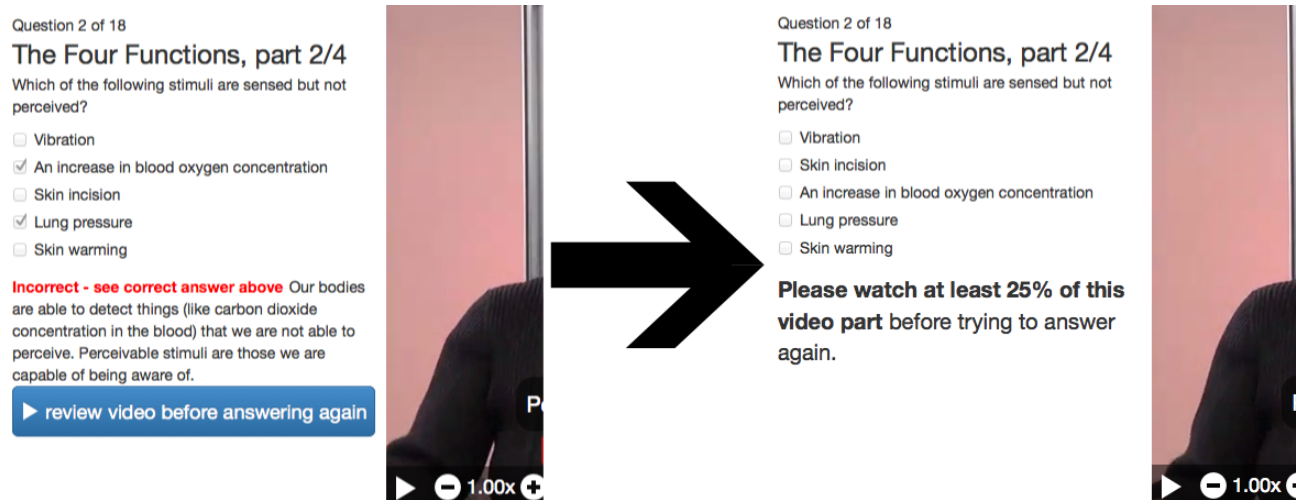 Question 2 of 18
The Four Functions, part 2/4
Which of the following stimuli are sensed but not
perceived?
Vibration
An increase in blood oxygen concentration
Skin incision
Lung pressure
Skin warming
Incorrect - see correct answer above Our bodies
are able to detect things (like carbon dioxide
concentration in the blood) that we are not able to
perceive. Perceivable stimuli are those we are
capable of being aware of.
review video before answering again
1.00x
Question 2 of 18
The Four Functions, part 2/4
Which of the following stimuli are sensed but not
perceived?
Vibration
Skin incision
An increase in blood oxygen concentration
Lung pressure
Skin warming
Please watch at least 25% of this
video part before trying to answer
again.
1.00x